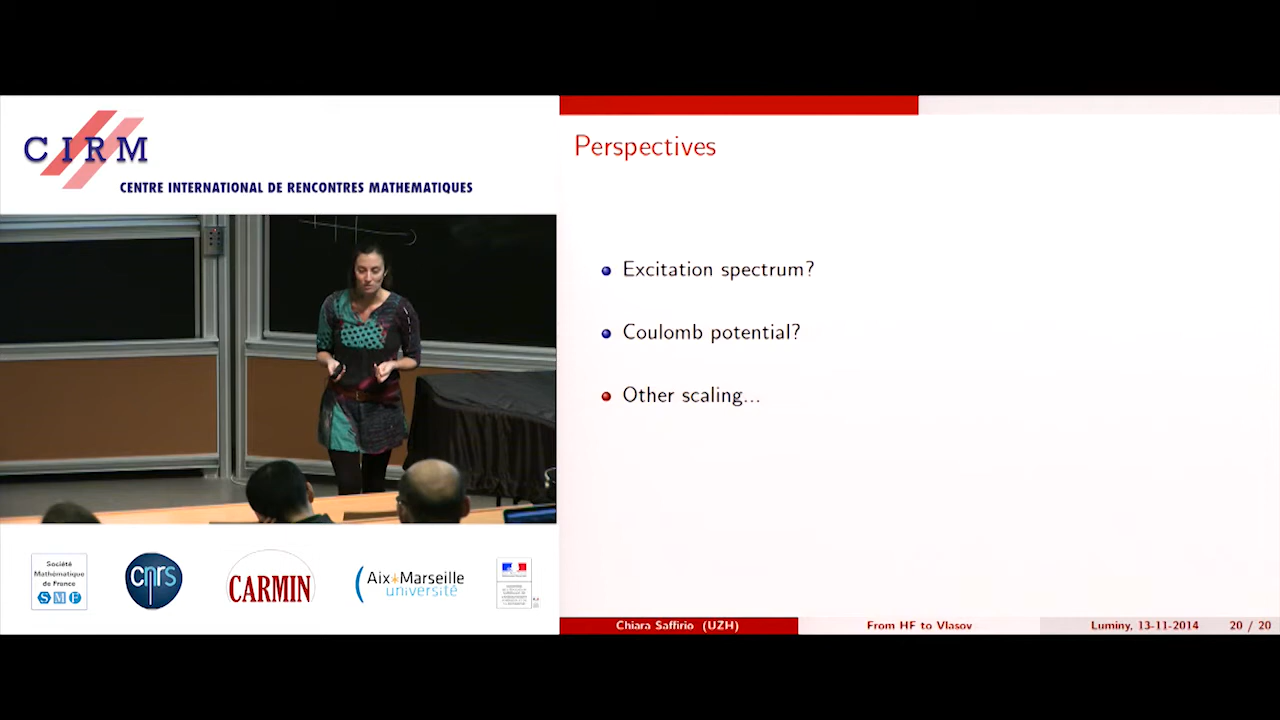 CIRM
CENTRE INTERNATIONAL DE RENCONTRES MATHEMATIQUES
Perspectives
Excitation spectrum?
Coulomb potential?
Other scaling...
Société
Mathématique
de France
SMF
cnrs
CARMIN
Aix*Marseille
université
Chiara Saffirio (UZH)
From HF to Vlasov
Luminy, 13-11-2014
20 / 20